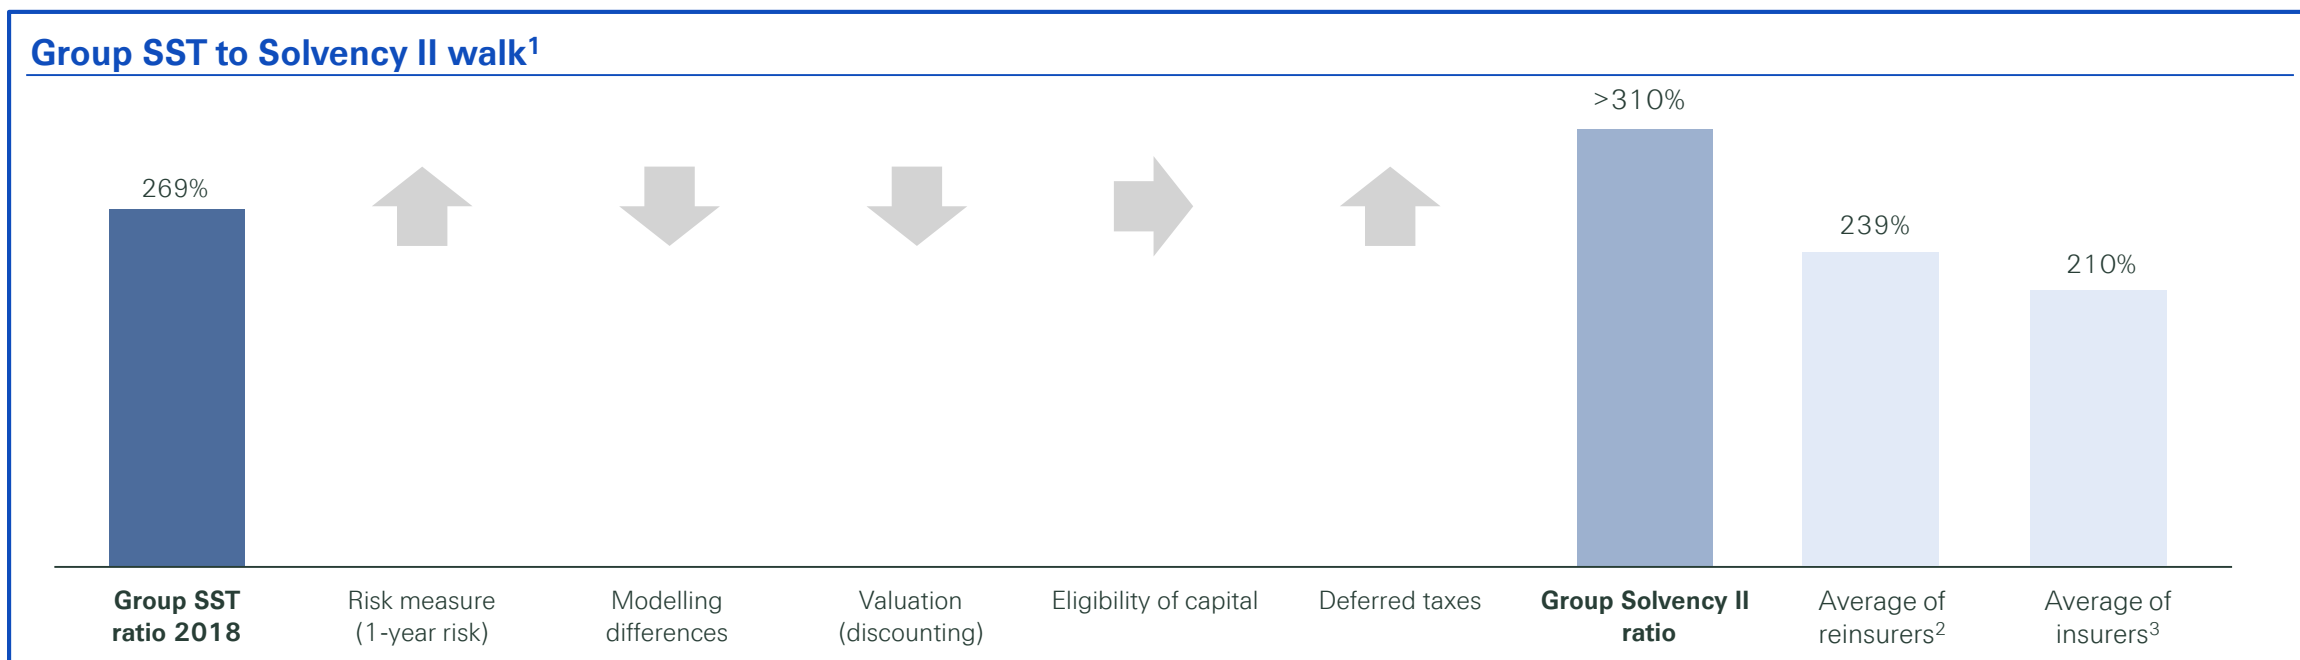 Group SST to Solvency II walk1
>310%
269%
239%
210%
Group SST
ratio 2018
Risk measure
(1-year risk)
Modelling
differences
Valuation
(discounting)
Eligibility of capital
Deferred taxes
Group Solvency II
ratio
Average of
reinsurers2
Average of
insurers3